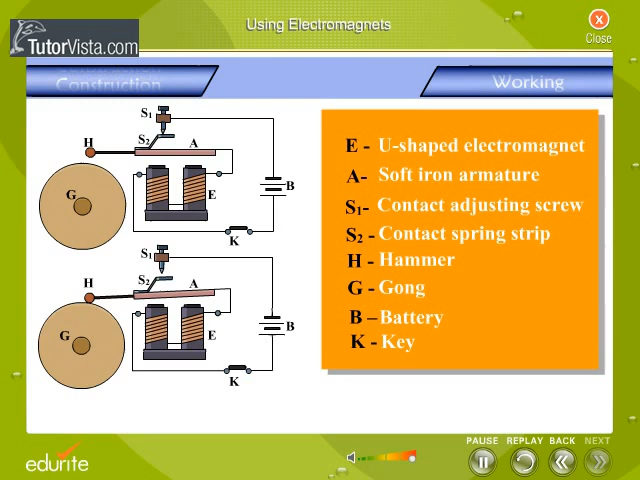 Using Electromagnets
Close
TutorVista.com
Construction
Working
S1
S2
H
A
G
E
B
K
S1
S2
H
A
G
E
B
K
E - U-shaped electromagnet
A- Soft iron armature
S1- Contact adjusting screw
S2 - Contact spring strip
H - Hammer
G - Gong
B – Battery
K - Key
PAUSE REPLAY BACK NEXT
edurite